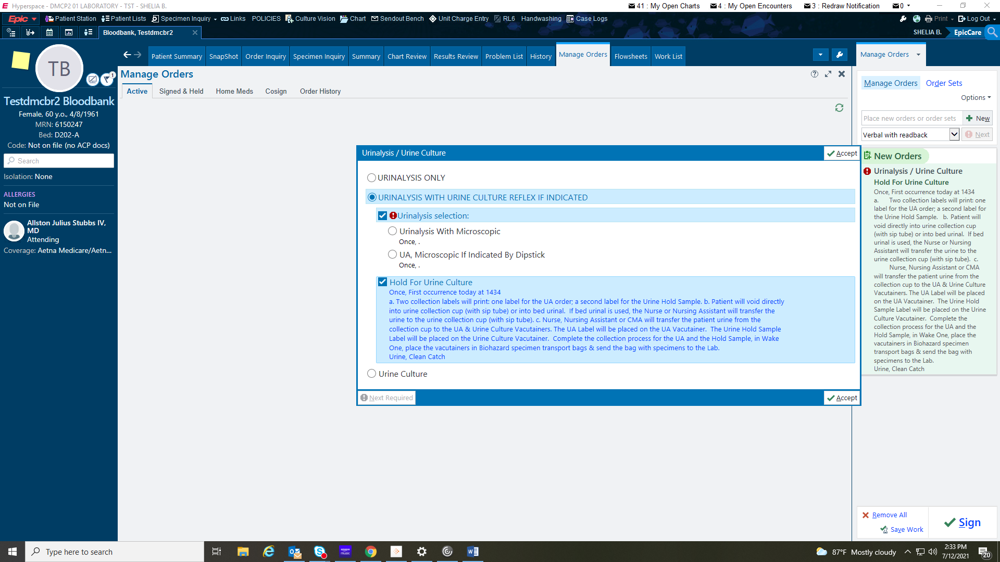 Hyperspace - DMCP2 01 LABORATORY - TST - SHELIA B.
41 : My Open Charts
4 : My Open Encounters
3 : Redraw Notification
0
Epic
Patient Station
Patient Lists
Specimen Inquiry
Links
POLICIES
Culture Vision
Chart
Sendout Bench
Unit Charge Entry
RL6
Handwashing
Case Logs
Print
Log Out
Bloodbank, Testdmcbr2
SHELIA B.
EpicCare
TB
1
Patient Summary
SnapShot
Order Inquiry
Specimen Inquiry
Summary
Chart Review
Results Review
Problem List
History
Manage Orders
Flowsheets
Work List
Manage Orders
Manage Orders
Active
Signed & Held
Home Meds
Cosign
Order History
Testdmcbr2 Bloodbank
Female, 60 y.o., 4/8/1961
MRN: 6150247
Bed: D202-A
Code: Not on file (no ACP docs)
Search
Isolation: None
ALLERGIES
Not on File
Allston Julius Stubbs IV,
MD
Attending
Coverage: Aetna Medicare/Aetn...
Urinalysis / Urine Culture
Accept
URINALYSIS ONLY
URINALYSIS WITH URINE CULTURE REFLEX IF INDICATED
Urinalysis selection:
Urinalysis With Microscopic
Once, .
UA, Microscopic If Indicated By Dipstick
Once, .
Hold For Urine Culture
Once, First occurrence today at 1434
a. Two collection labels will print: one label for the UA order; a second label for the Urine Hold Sample. b. Patient will void directly
into urine collection cup (with sip tube) or into bed urinal. If bed urinal is used, the Nurse or Nursing Assistant will transfer the
urine to the urine collection cup (with sip tube). c. Nurse, Nursing Assistant or CMA will transfer the patient urine from the
collection cup to the UA & Urine Culture Vacutainers. The UA Label will be placed on the UA Vacutainer. The Urine Hold Sample
Label will be placed on the Urine Culture Vacutainer. Complete the collection process for the UA and the Hold Sample, in Wake
One, place the vacutainers in Biohazard specimen transport bags & send the bag with specimens to the Lab.
Urine, Clean Catch
Urine Culture
Next Required
Accept
Manage Orders
Order Sets
Options
Place new orders or order sets
New
Verbal with readback
Next
New Orders
Urinalysis / Urine Culture
Hold For Urine Culture
Once, First occurrence today at 1434
a. Two collection labels will print: one
label for the UA order; a second label for
the Urine Hold Sample. b. Patient will
void directly into urine collection cup
(with sip tube) or into bed urinal. If bed
urinal is used, the Nurse or Nursing
Assistant will transfer the urine to the
urine collection cup (with sip tube). c.
Nurse, Nursing Assistant or CMA
will transfer the patient urine from the
collection cup to the UA & Urine Culture
Vacutainers. The UA Label will be placed
on the UA Vacutainer. The Urine Hold
Sample Label will be placed on the Urine
Culture Vacutainer. Complete the
collection process for the UA and the
Hold Sample, in Wake One, place the
vacutainers in Biohazard specimen
transport bags & send the bag with
specimens to the Lab.
Urine, Clean Catch
Remove All
Save Work
Sign
Type here to search
amazon music
87°F Mostly cloudy
2:33 PM
7/12/2021
20